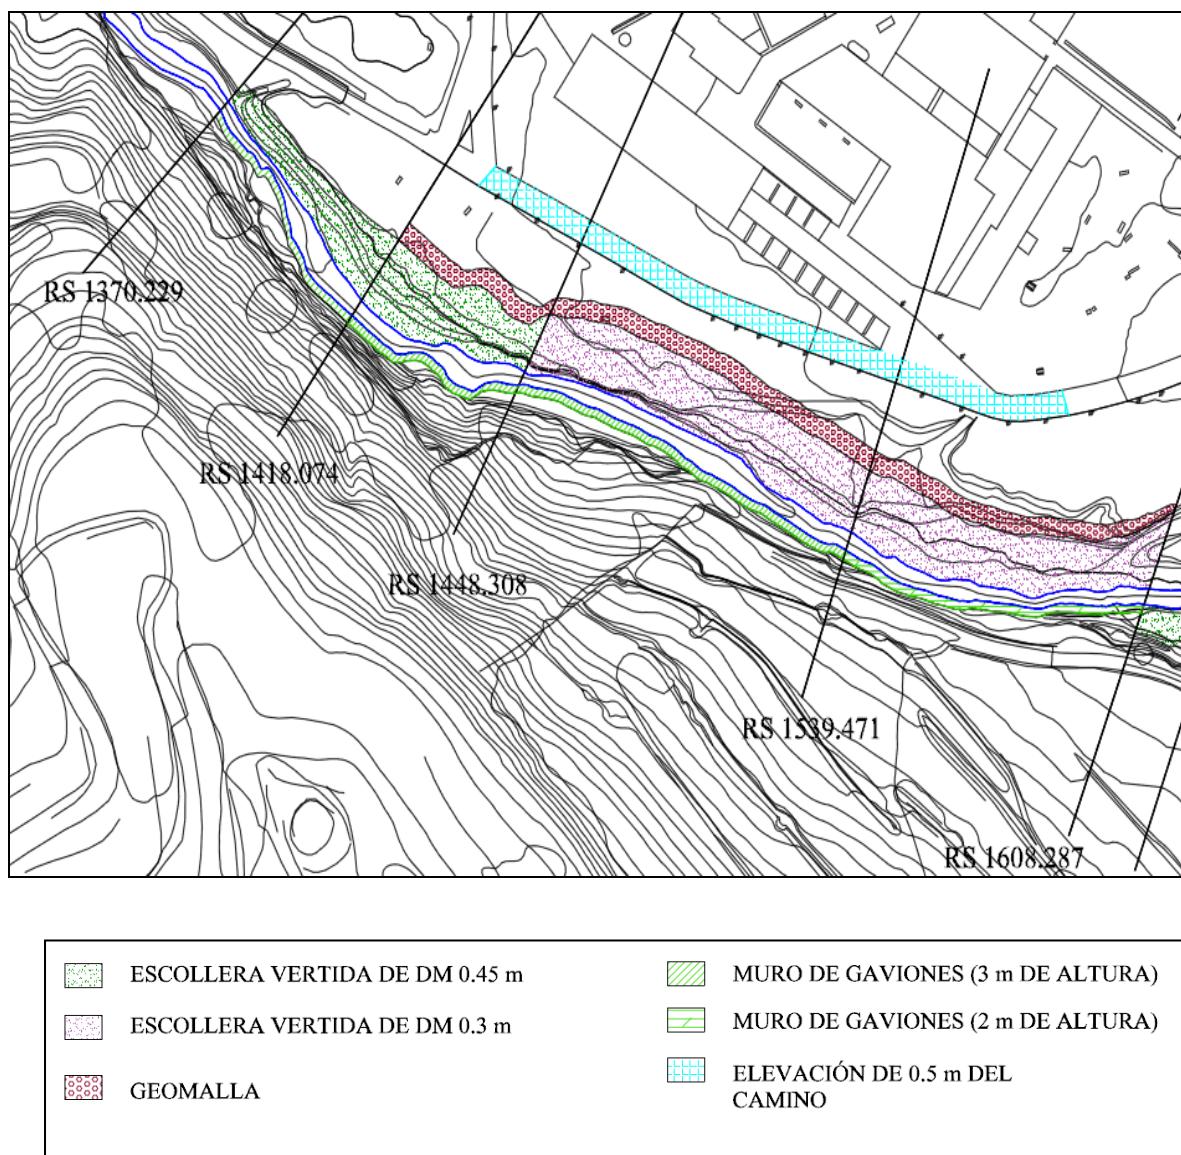 RS 1370.229
RS 1418.074
RS 1448.308
RS 1539.471
RS 1608.287
ESCOLLERA VERTIDA DE DM 0.45 m
ESCOLLERA VERTIDA DE DM 0.3 m
GEOMALLA
MURO DE GAVIONES (3 m DE ALTURA)
MURO DE GAVIONES (2 m DE ALTURA)
ELEVACIÓN DE 0.5 m DEL
CAMINO